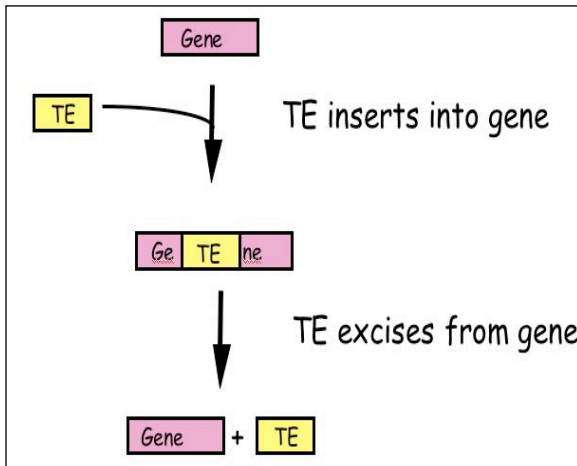 Gene
TE
TE inserts into gene
Ge TE ne
TE excises from gene
Gene + TE